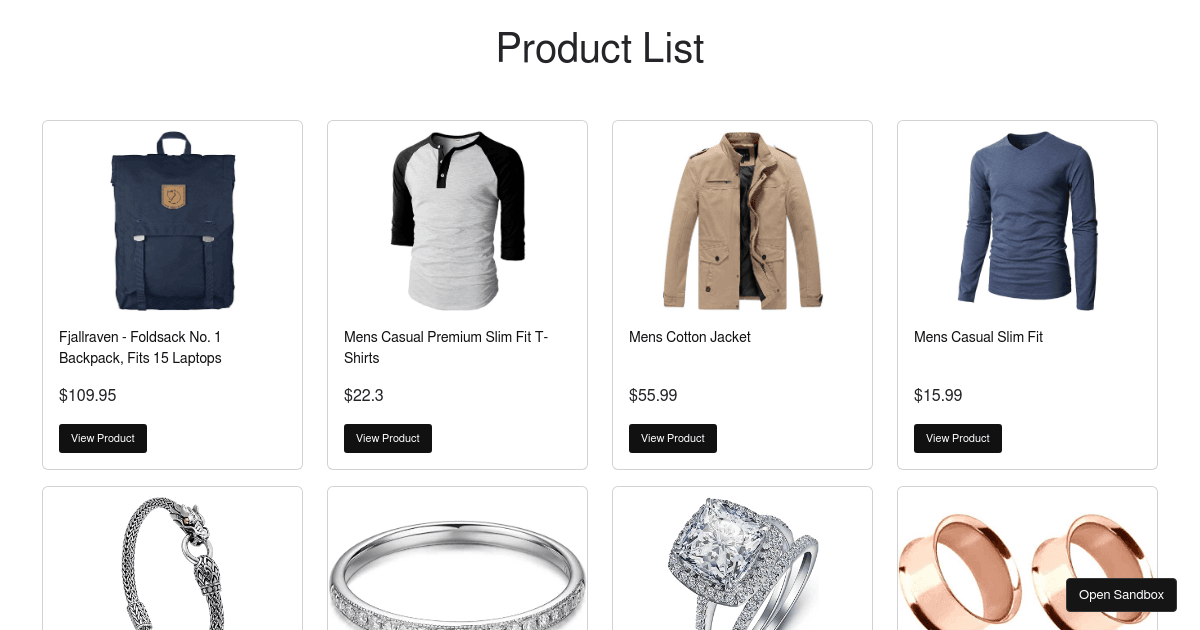 Product List
Fjallraven - Foldsack No. 1
Backpack, Fits 15 Laptops
$109.95
View Product
Mens Casual Premium Slim Fit T-
Shirts
$22.3
View Product
Mens Cotton Jacket
$55.99
View Product
Mens Casual Slim Fit
$15.99
View Product
Open Sandbox